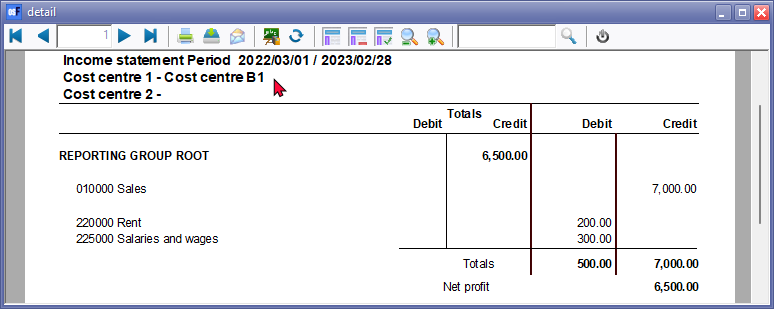 detail
1
Income statement Period 2022/03/01 / 2023/02/28
Cost centre 1 - Cost centre B1
Cost centre 2 -
Totals
Debit Credit Debit Credit
REPORTING GROUP ROOT 6,500.00
010000 Sales 7,000.00
220000 Rent 200.00
225000 Salaries and wages 300.00
Totals 500.00 7,000.00
Net profit 6,500.00